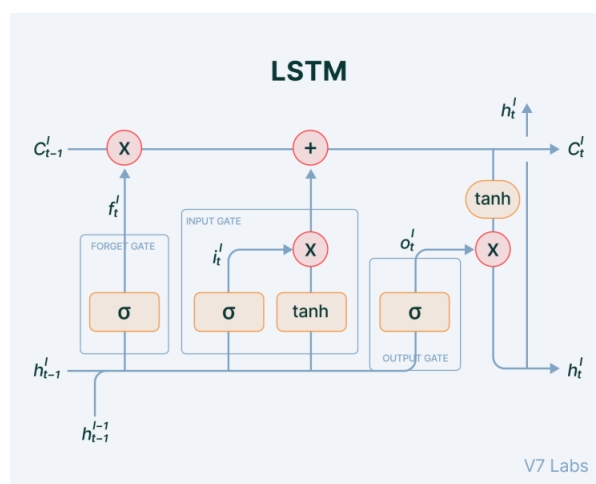 LSTM
h_t^l
C_{t-1}^l
X
+
C_t^l
f_t^l
tanh
INPUT GATE
FORGET GATE
i_t^l
X
o_t^l
X
σ
σ
tanh
σ
OUTPUT GATE
h_{t-1}^l
h_t^l
h_{t-1}^{l-1}
V7 Labs